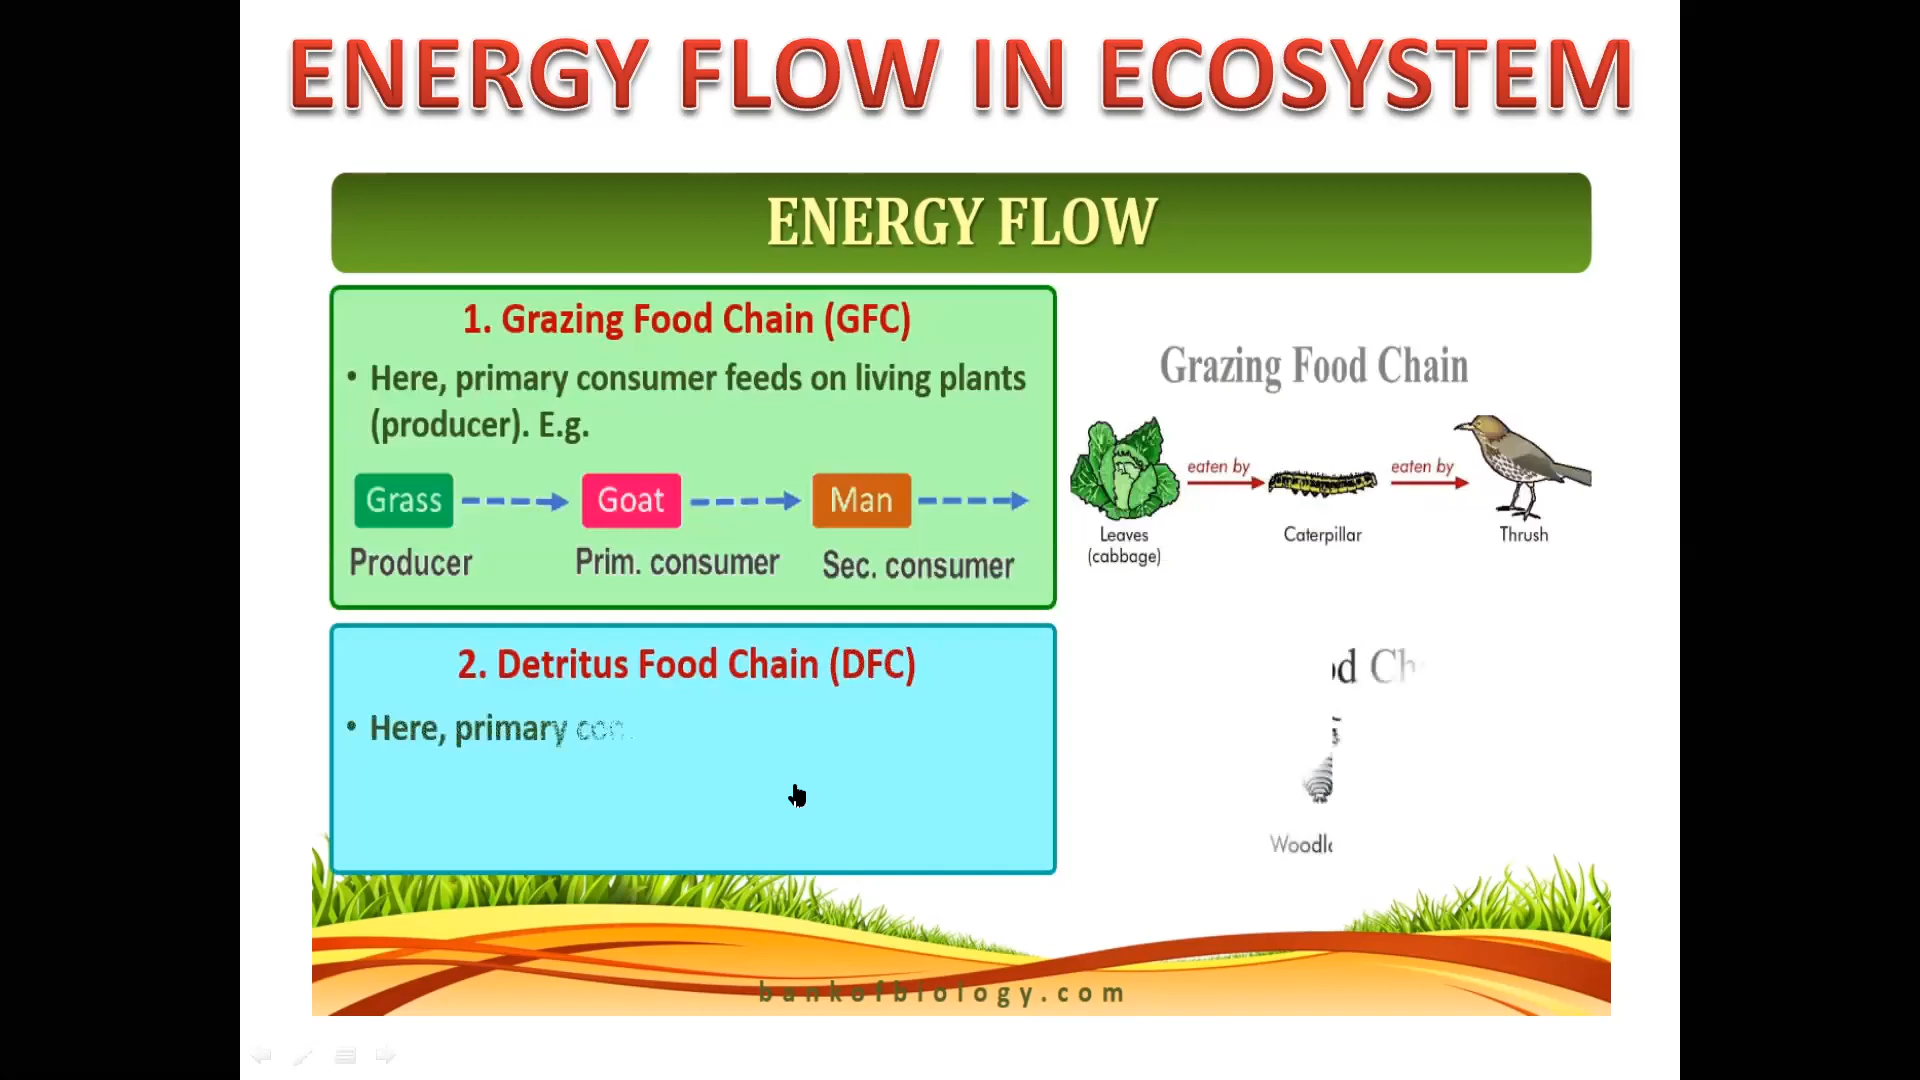 ENERGY FLOW IN ECOSYSTEM
ENERGY FLOW
1. Grazing Food Chain (GFC)
• Here, primary consumer feeds on living plants
(producer). E.g.
Grass Goat Man
Producer Prim. consumer Sec. consumer
Grazing Food Chain
eaten by eaten by
Leaves
(cabbage)
Caterpillar
Thrush
2. Detritus Food Chain (DFC)
• Here, primary
bankofbiology.com